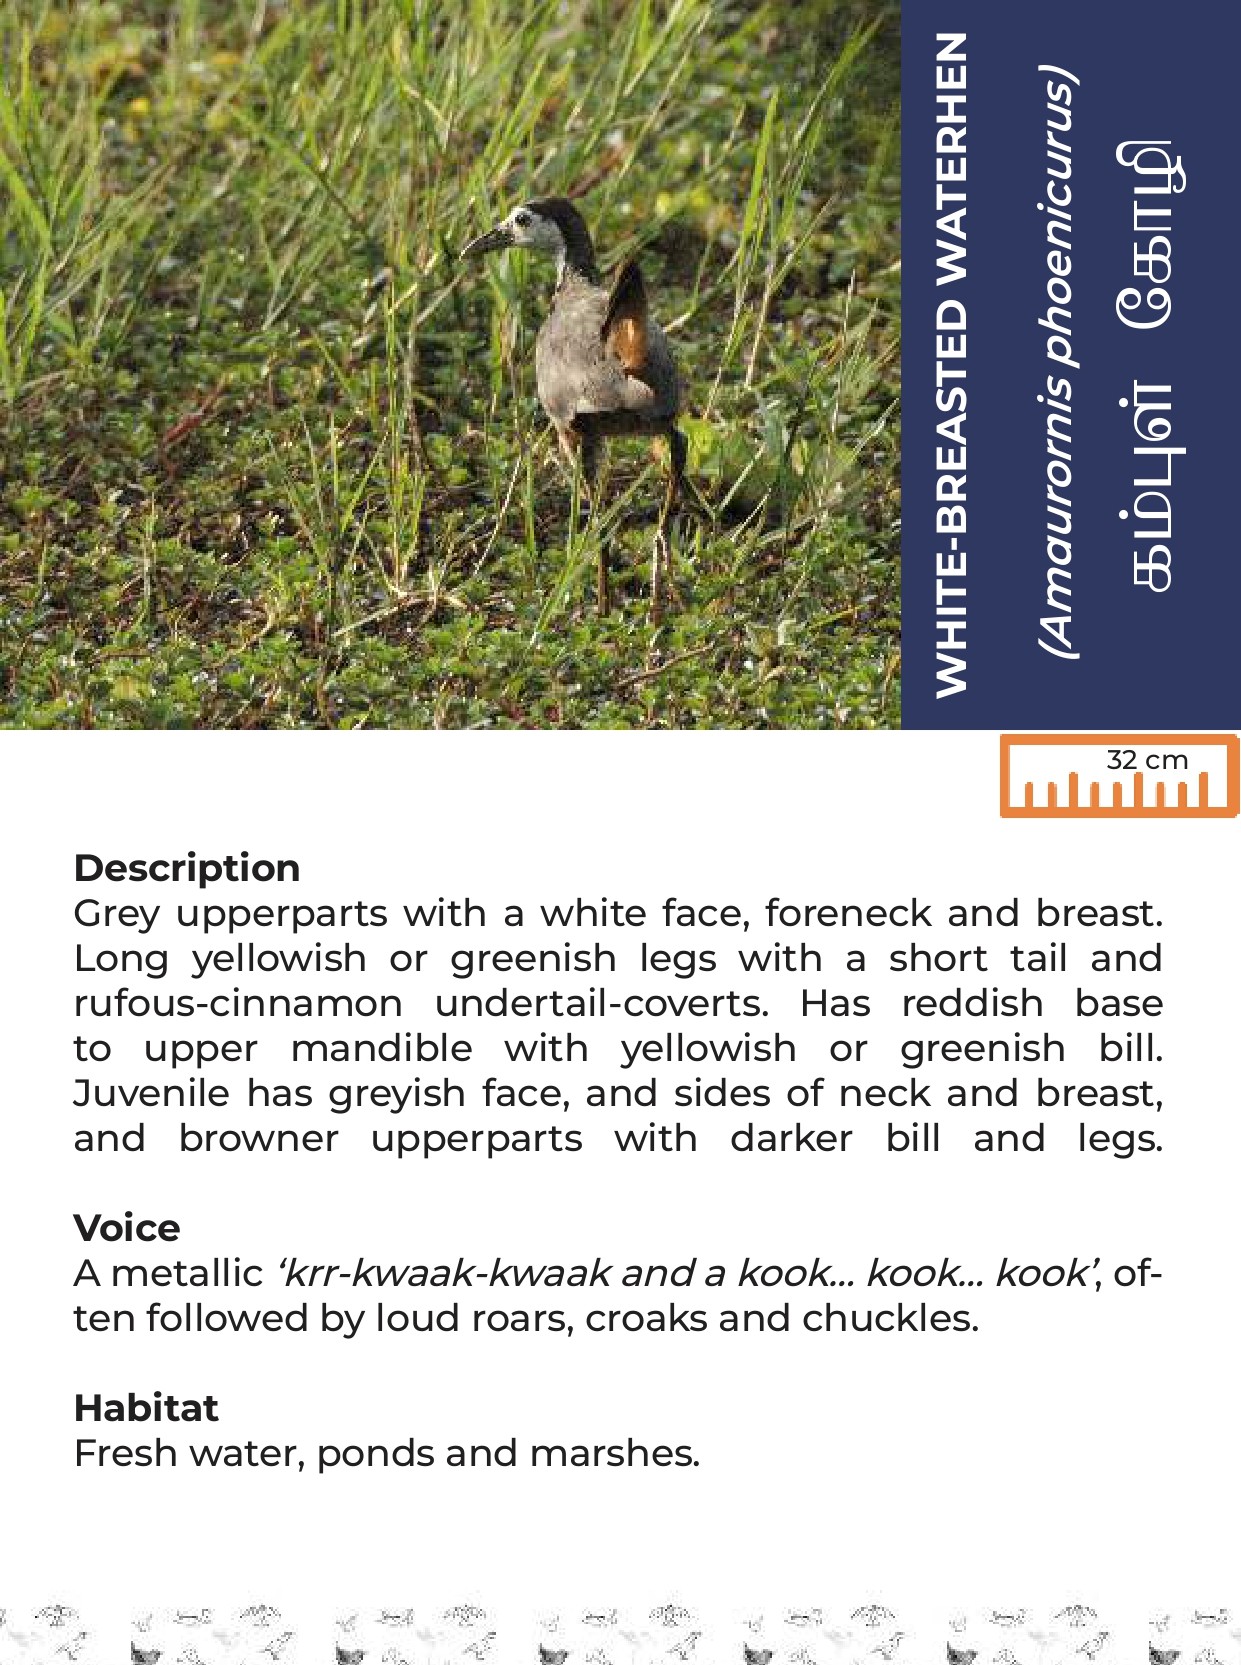 WHITE-BREASTED WATERHEN
(Amaurornis phoenicurus)
கம்புள் கோழி
32 cm
Description
Grey upperparts with a white face, foreneck and breast.
Long yellowish or greenish legs with a short tail and
rufous-cinnamon undertail-coverts. Has reddish base
to upper mandible with yellowish or greenish bill.
Juvenile has greyish face, and sides of neck and breast,
and browner upperparts with darker bill and legs.
Voice
A metallic ‘krr-kwaak-kwaak and a kook... kook... kook’, of-
ten followed by loud roars, croaks and chuckles.
Habitat
Fresh water, ponds and marshes.